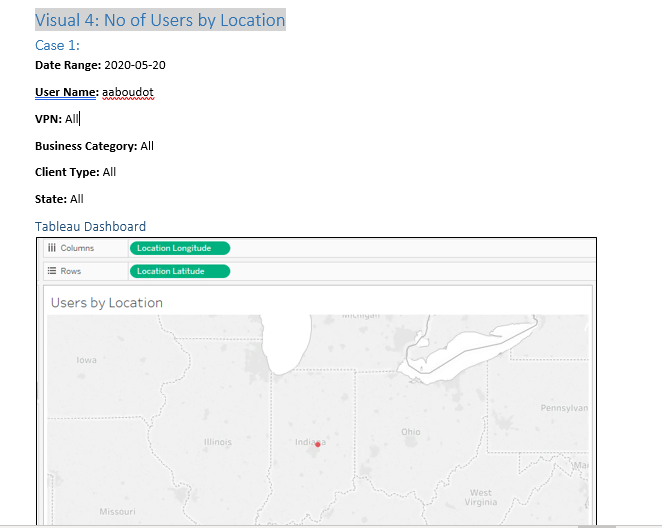 Visual 4: No of Users by Location
Case 1:
Date Range: 2020-05-20
User Name: aaboudot
VPN: All
Business Category: All
Client Type: All
State: All
Tableau Dashboard
Columns Location Longitude
Rows Location Latitude
Users by Location
Michigan
Iowa
Pennsylvan
Ohio
Illinois Indiana
Mar
West
Virginia
Missouri